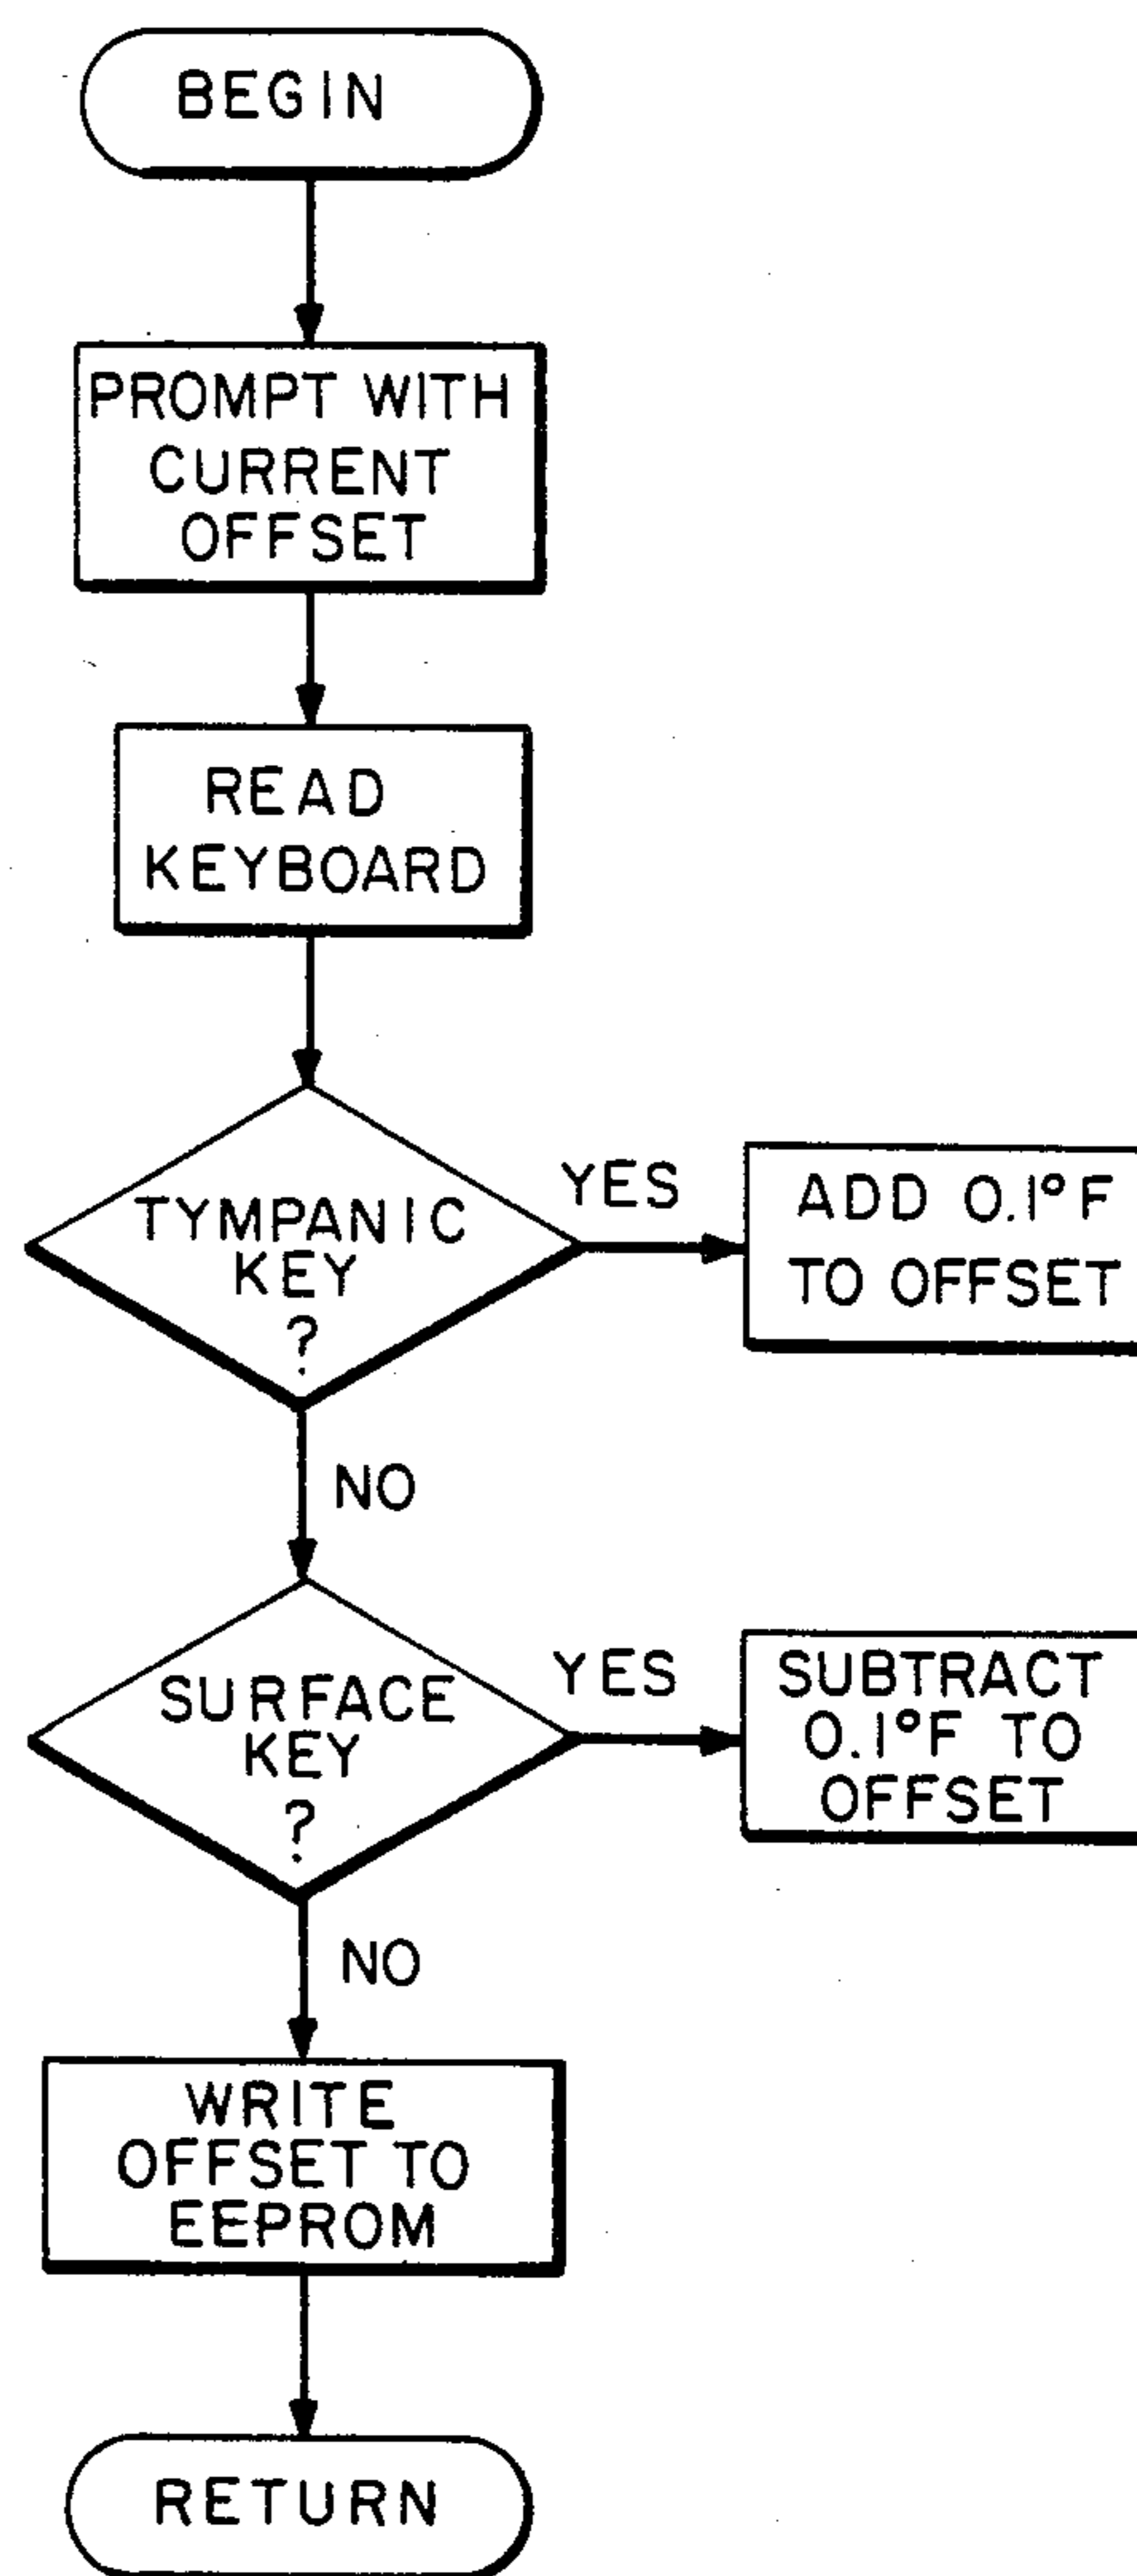 BEGIN
PROMPT WITH
CURRENT
OFFSET
READ
KEYBOARD
TYMPANIC
KEY
?
YES
ADD 0.1°F
TO OFFSET
NO
SURFACE
KEY
?
YES
SUBTRACT
0.1°F TO
OFFSET
NO
WRITE
OFFSET TO
EEPROM
RETURN